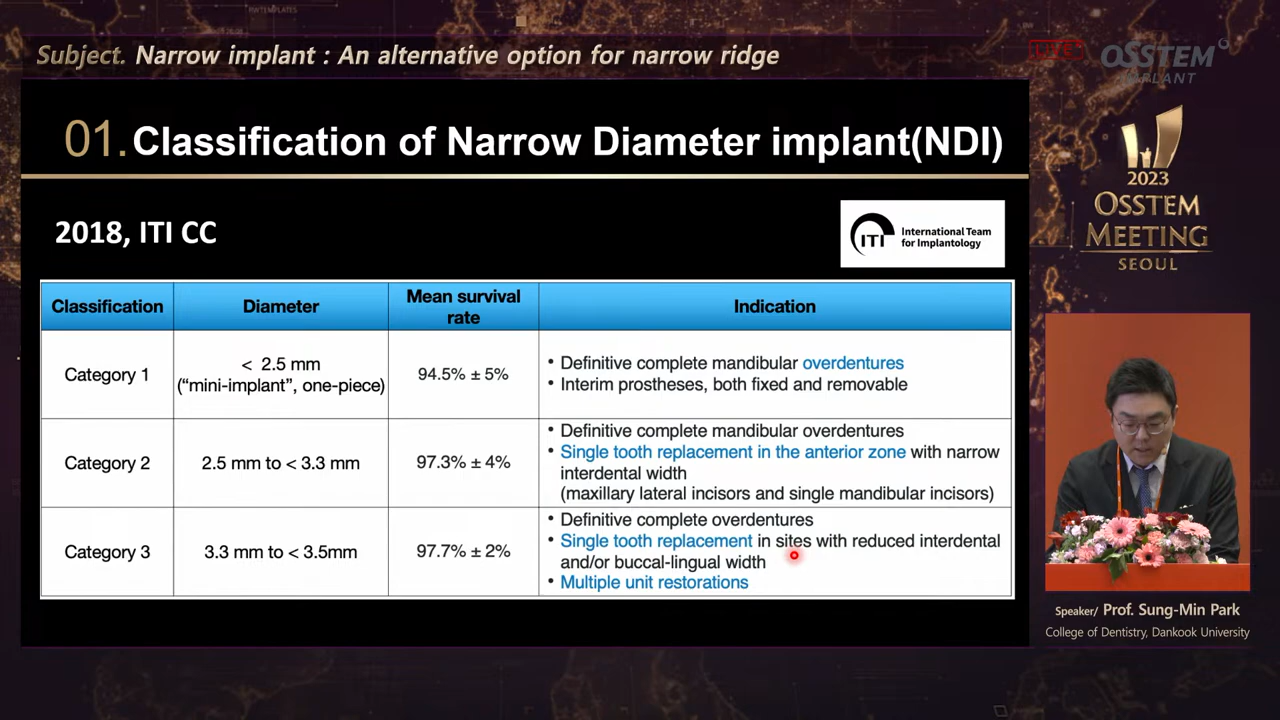 Subject. Narrow implant : An alternative option for narrow ridge
OSSTEM
IMPLANT
01. Classification of Narrow Diameter implant(NDI)
2018, ITI CC
ITI
International Team
for Implantology
2023
OSSTEM
MEETING
SEOUL
Classification
Diameter
Mean survival
rate
Indication
Category 1
< 2.5 mm
(“mini-implant”, one-piece)
94.5% ± 5%
• Definitive complete mandibular overdentures
• Interim prostheses, both fixed and removable
Category 2
2.5 mm to < 3.3 mm
97.3% ± 4%
• Definitive complete mandibular overdentures
• Single tooth replacement in the anterior zone with narrow
interdental width
(maxillary lateral incisors and single mandibular incisors)
Category 3
3.3 mm to < 3.5mm
97.7% ± 2%
• Definitive complete overdentures
• Single tooth replacement in sites with reduced interdental
and/or buccal-lingual width
• Multiple unit restorations
Speaker/ Prof. Sung-Min Park
College of Dentistry, Dankook University